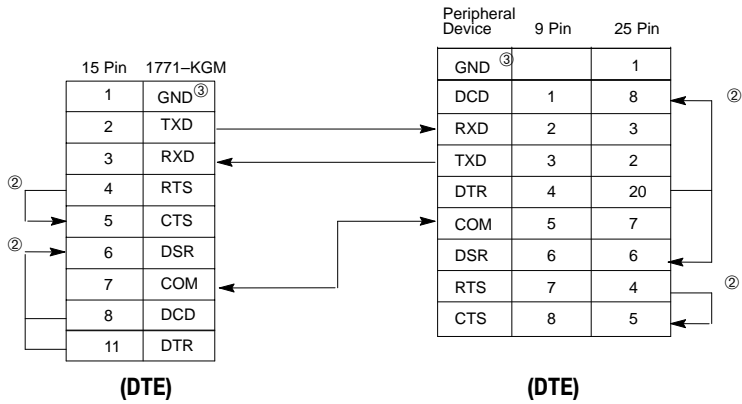 Peripheral
Device 9 Pin 25 Pin
GND ③ 1
DCD 1 8 ②
RXD 2 3
TXD 3 2
DTR 4 20
COM 5 7
DSR 6 6
RTS 7 4 ②
CTS 8 5
(DTE)
15 Pin 1771–KGM
1 GND③
2 TXD
3 RXD
② 4 RTS
5 CTS
② 6 DSR
7 COM
8 DCD
11 DTR
(DTE)